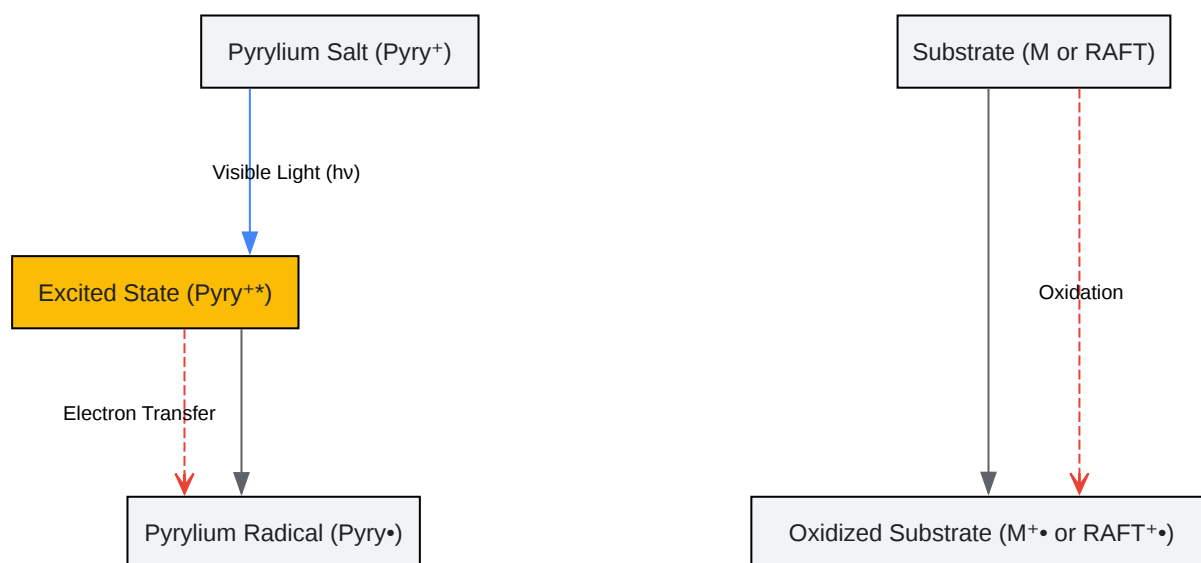 Pyrylium Salt (Pyry⁺)
Substrate (M or RAFT)
Visible Light (hν)
Excited State (Pyry⁺*)
Oxidation
Electron Transfer
Pyrylium Radical (Pyry•)
Oxidized Substrate (M⁺• or RAFT⁺•)